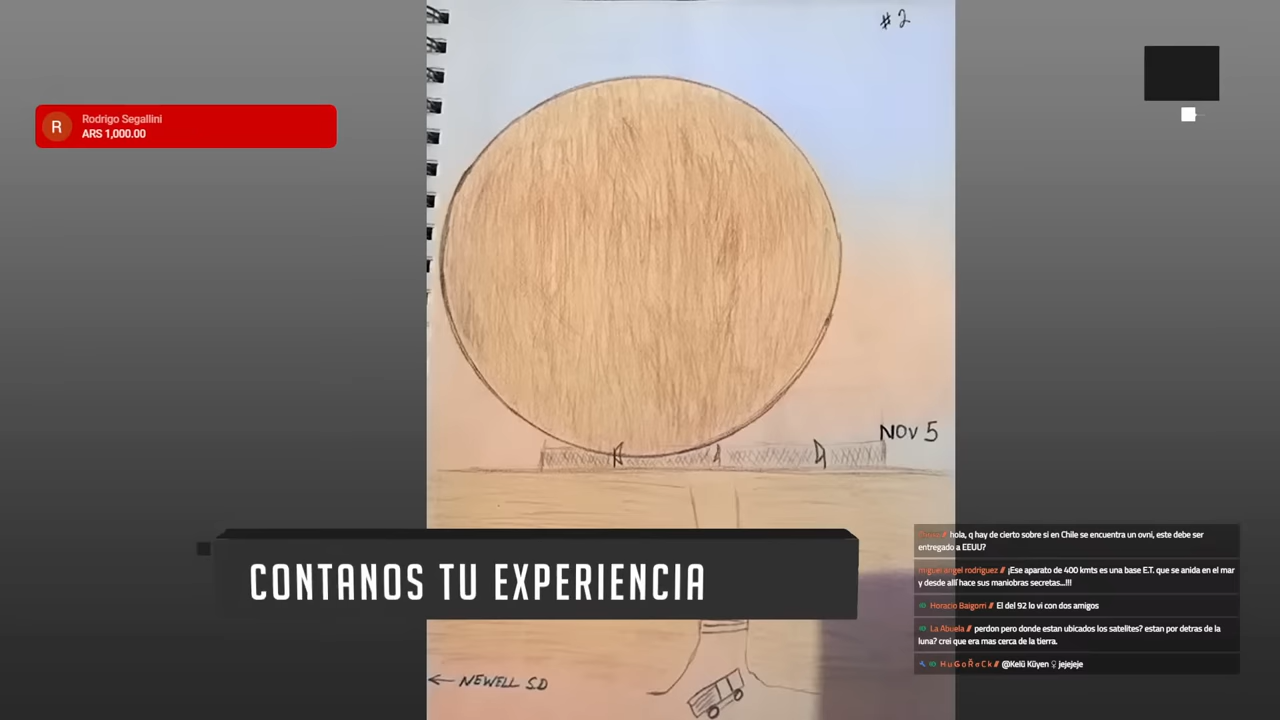 #2
R
Rodrigo Segallini
ARS 1,000.00
NOV 5
hola, q hay de cierto sobre si en Chile se encuentra un ovni, este debe ser
entregado a EEUU?
CONTANOS TU EXPERIENCIA
miguel angel rodríguez // ¡Ese aparato de 400 kmts es una base E.T. que se anida en el mar
y desde allí hace sus maniobras secretas...!!!
Horacio Baigorri // El del 92 lo vi con dos amigos
La Abuela // perdon pero donde estan ubicados los satelites? estan por detras de la
luna? crei que era mas cerca de la tierra.
@Kelü Küyen ♀ jejejeje
← NEWELL SD